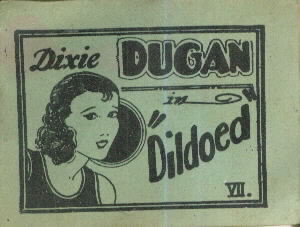 Dixie DUGAN
in
"Dildoed"
VII.